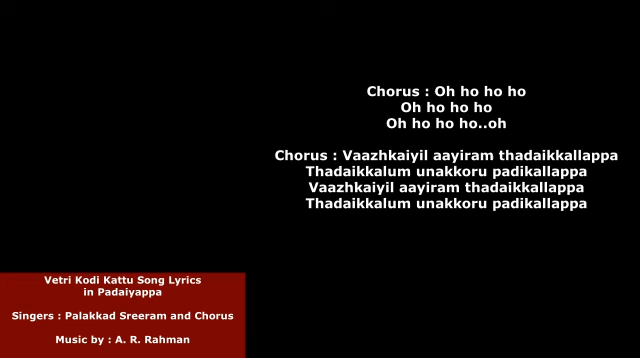 Chorus : Oh ho ho ho
Oh ho ho ho
Oh ho ho ho..oh
Chorus : Vaazhkaiyil aayiram thadaikkallappa
Thadaikkalum unakkoru padikallappa
Vaazhkaiyil aayiram thadaikkallappa
Thadaikkalum unakkoru padikallappa
Vetri Kodi Kattu Song Lyrics
in Padaiyappa
Singers : Palakkad Sreeram and Chorus
Music by : A. R. Rahman